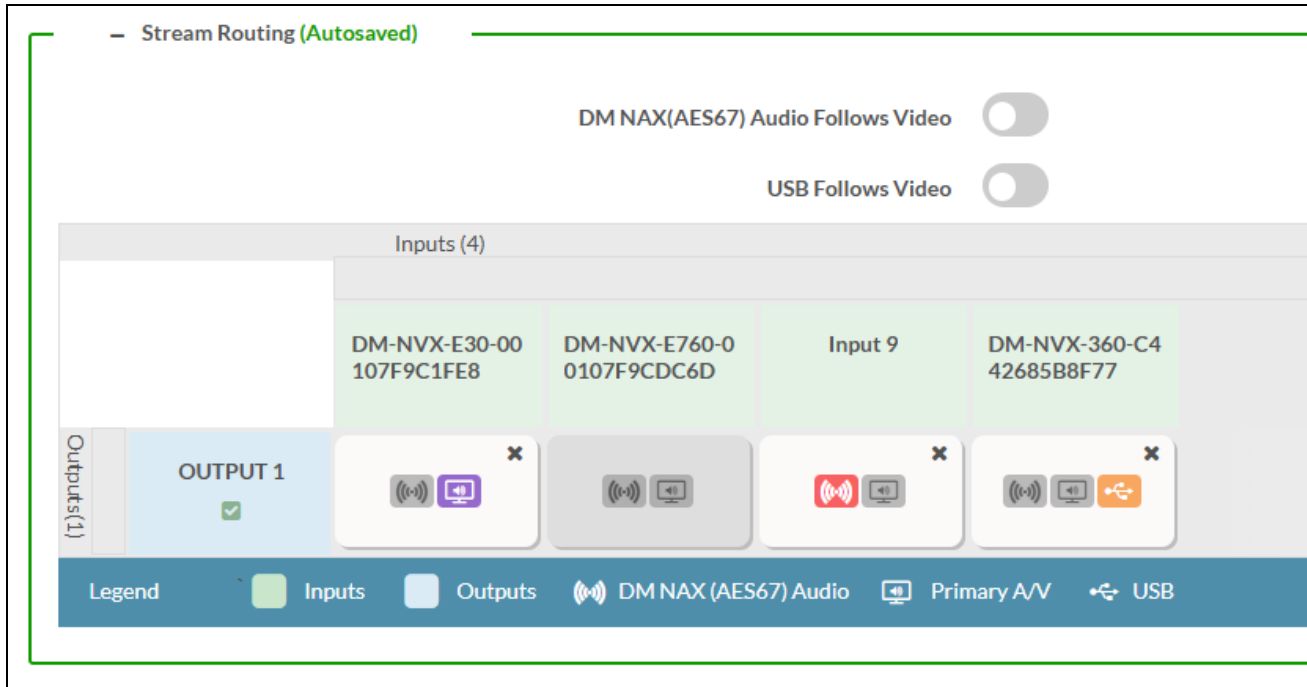 – Stream Routing (Autosaved)
DM NAX(AES67) Audio Follows Video
USB Follows Video
Inputs (4)
DM-NVX-E30-00
107F9C1FE8
DM-NVX-E760-0
0107F9CDC6D
Input 9
DM-NVX-360-C4
42685B8F77
Outputs(1)
OUTPUT 1
Legend
Inputs
Outputs
DM NAX (AES67) Audio
Primary A/V
USB